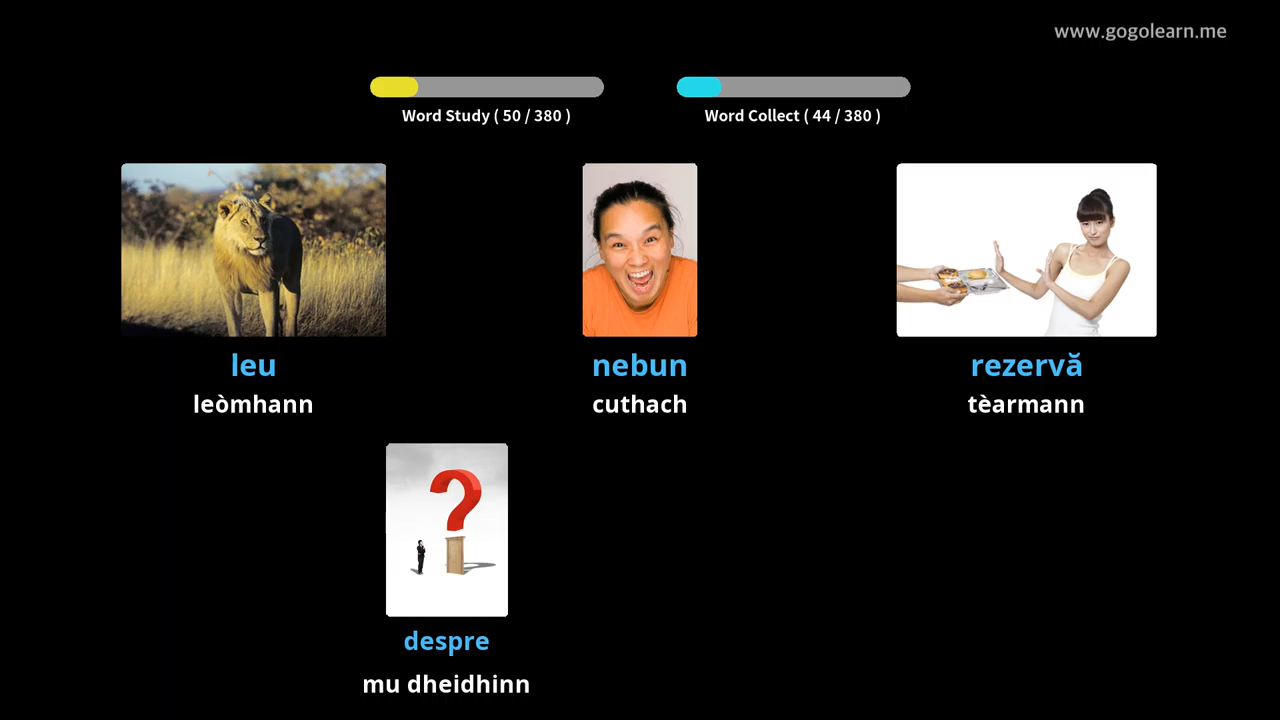 www.gogolearn.me
Word Study ( 50 / 380 )
Word Collect ( 44 / 380 )
leu
leòmhann
nebun
cuthach
rezervă
tèarmann
despre
mu dheidhinn